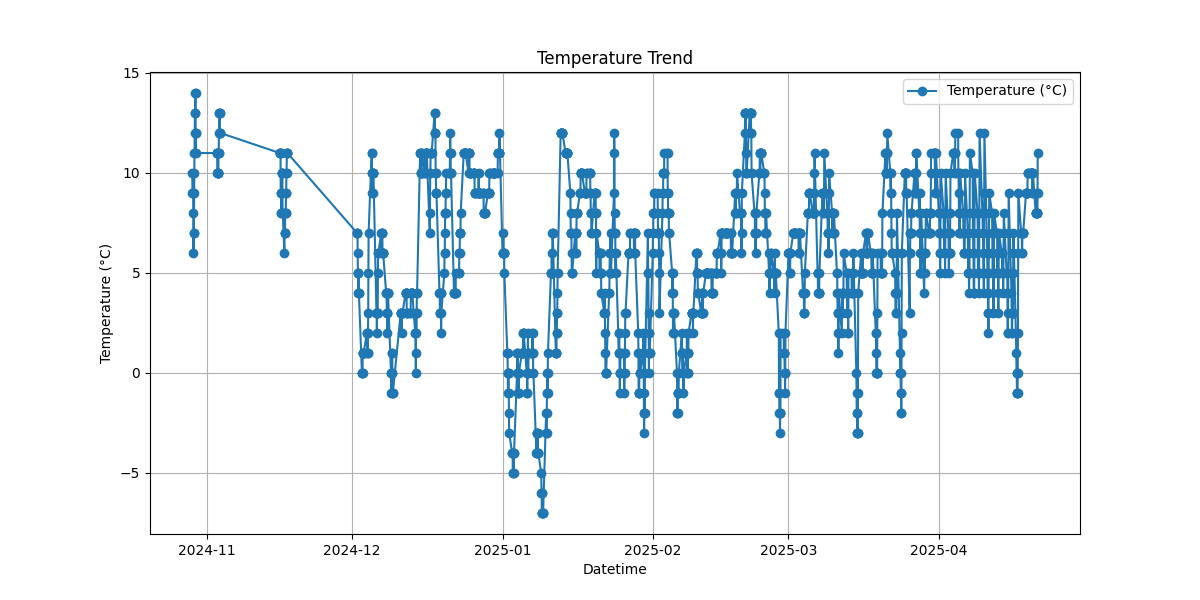 Temperature Trend
Temperature (°C)
15
10
5
0
−5
Temperature (°C)
2024-11
2024-12
2025-01
2025-02
2025-03
2025-04
Datetime